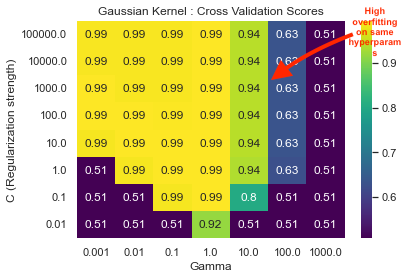 Gaussian Kernel : Cross Validation Scores
High
overfitting
on same
hyperparam
s
C (Regularization strength)
100000.0 0.99 0.99 0.99 0.99 0.94 0.63 0.51
10000.0 0.99 0.99 0.99 0.99 0.94 0.63 0.51
1000.0 0.99 0.99 0.99 0.99 0.94 0.63 0.51
100.0 0.99 0.99 0.99 0.99 0.94 0.63 0.51
10.0 0.99 0.99 0.99 0.99 0.94 0.63 0.51
1.0 0.51 0.99 0.99 0.99 0.94 0.63 0.51
0.1 0.51 0.51 0.99 0.99 0.8 0.51 0.51
0.01 0.51 0.51 0.51 0.92 0.51 0.51 0.51
0.001 0.01 0.1 1.0 10.0 100.0 1000.0
Gamma
0.9
0.8
0.7
0.6